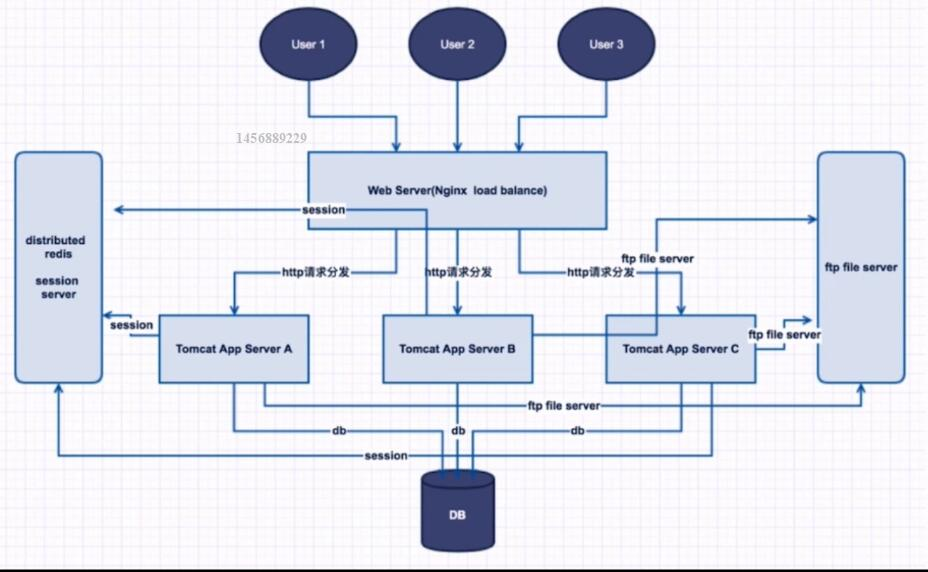 User 1
User 2
User 3
1456889229
Web Server(Nginx load balance)
session
distributed
redis
session
server
ftp file server
ftp file server
http请求分发
http请求分发
http请求分发
session
ftp file server
Tomcat App Server A
Tomcat App Server B
Tomcat App Server C
ftp file server
db
db
db
session
DB